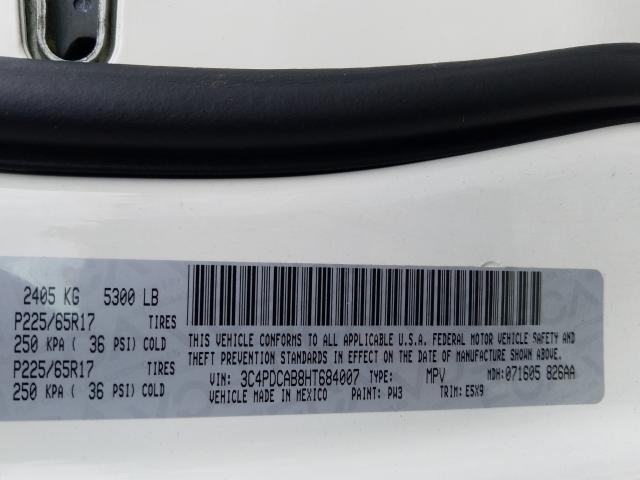 2405 KG 5300 LB
P225/65R17 TIRES
250 KPA ( 36 PSI) COLD
P225/65R17 TIRES
250 KPA ( 36 PSI) COLD
THIS VEHICLE CONFORMS TO ALL APPLICABLE U.S.A. FEDERAL MOTOR VEHICLE SAFETY AND
THEFT PREVENTION STANDARDS IN EFFECT ON THE DATE OF MANUFACTURE SHOWN ABOVE.
VIN: 3C4PDCAB8HT684007 TYPE: MPV MDH: 071605 826AA
VEHICLE MADE IN MEXICO PAINT: PW3 TRIM: E5X9